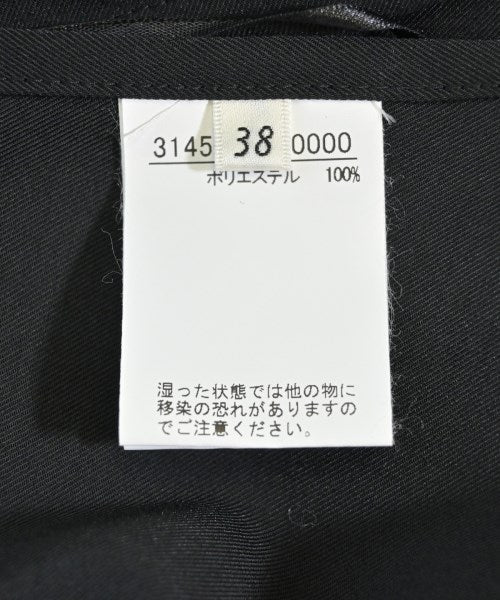 3145 38 0000
ポリエステル 100%
湿った状態では他の物に
移染の恐れがありますの
でご注意ください。